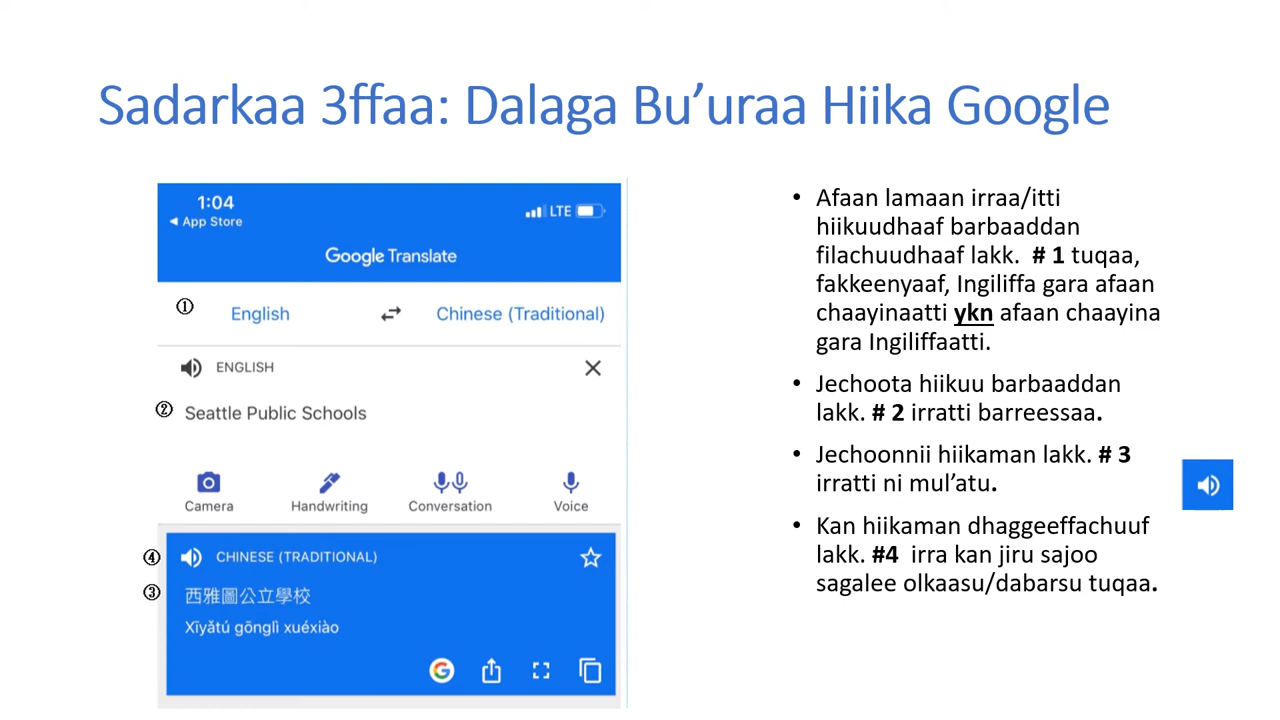 Sadarkaa 3ffaa: Dalaga Bu’uraa Hiika Google
1:04
◀ App Store
LTE
Google Translate
① English ⇄ Chinese (Traditional)
ENGLISH
② Seattle Public Schools
Camera Handwriting Conversation Voice
④ CHINESE (TRADITIONAL)
③ 西雅圖公立學校
Xīyǎtú gōnglì xuéxiào
G
• Afaan lamaan irraa/itti
hiikuudhaaf barbaaddan
filachuudhaaf lakk. # 1 tuqaa,
fakkeenyaaf, Ingiliffa gara afaan
chaayinaatti ykn afaan chaayina
gara Ingiliffaatti.
• Jechoota hiikuu barbaaddan
lakk. # 2 irratti barreessaa.
• Jechoonnii hiikaman lakk. # 3
irratti ni mul’atu.
• Kan hiikaman dhaggeeffachuuf
lakk. #4 irra kan jiru sajoo
sagalee olkaasu/dabarsu tuqaa.